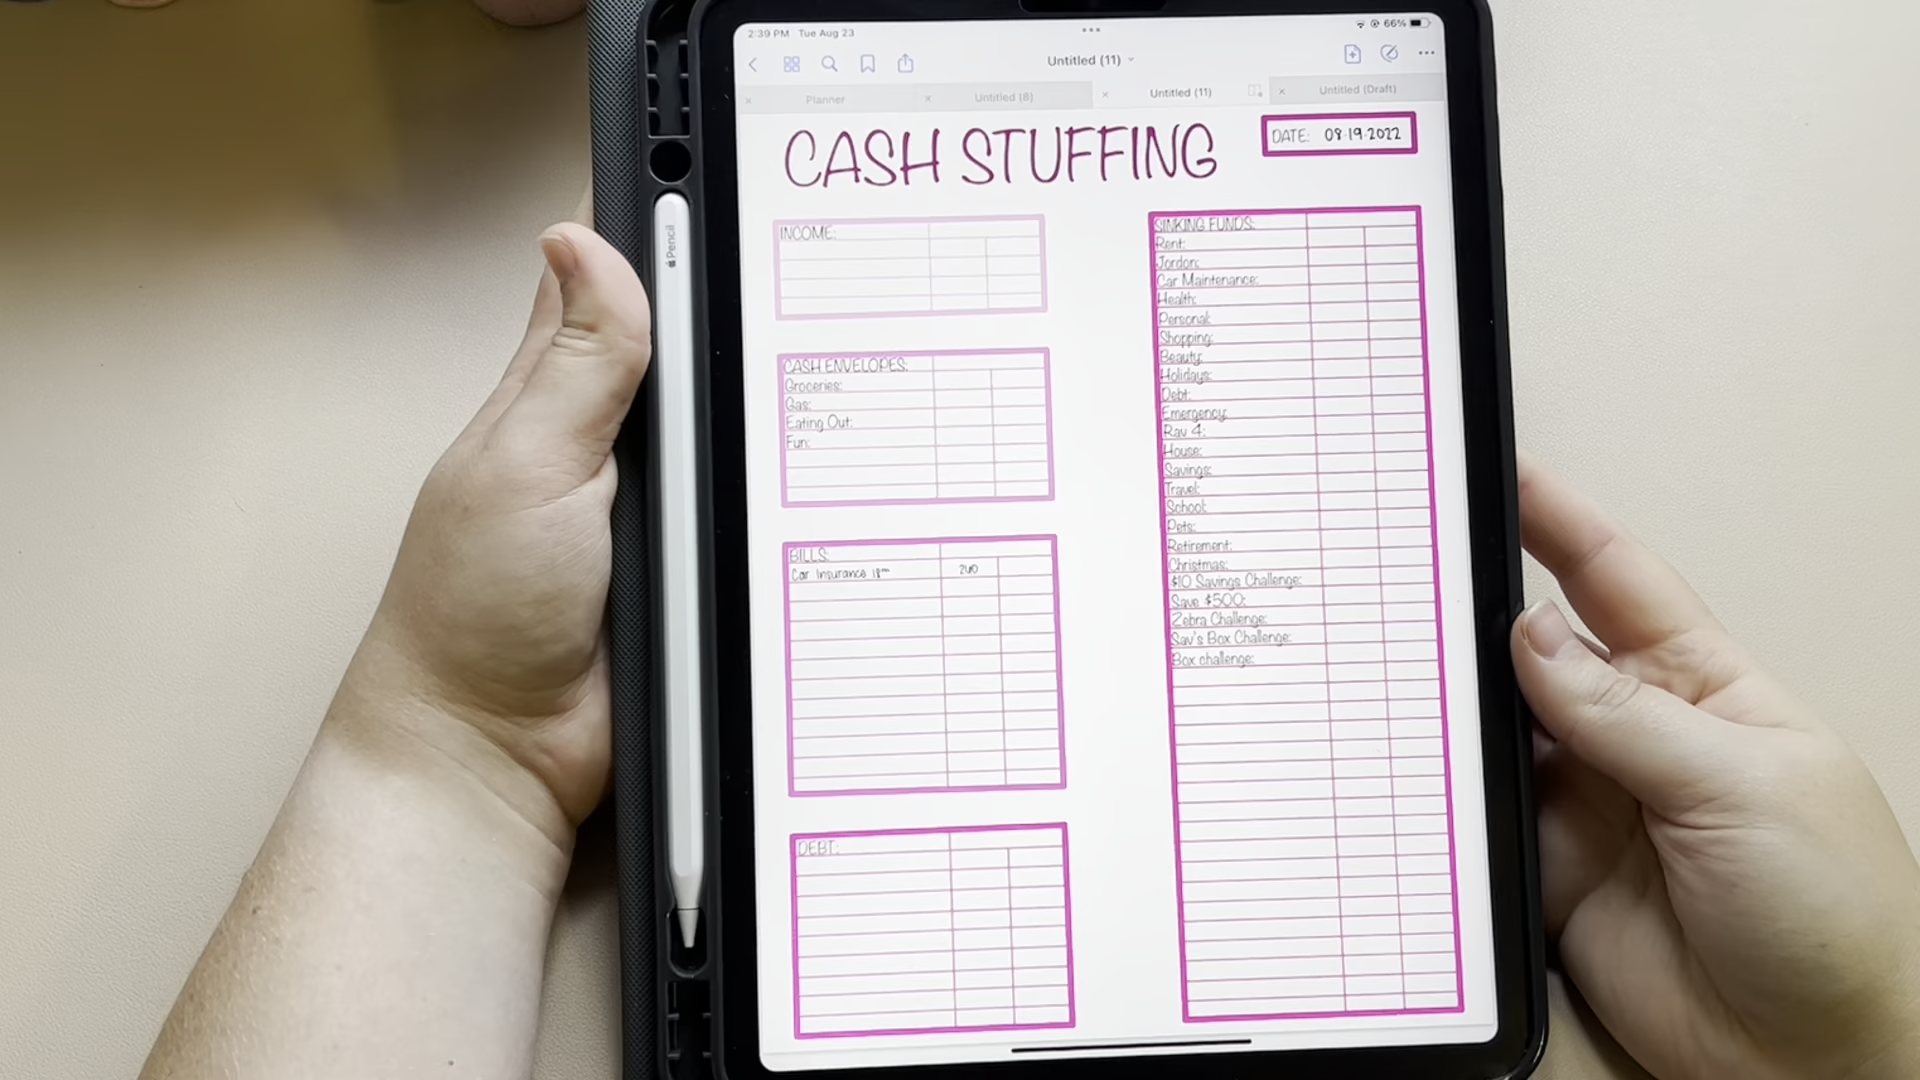 2:39 PM Tue Aug 23
66%
Untitled (11)
Planner
Untitled (8)
Untitled (11)
Untitled (Draft)
CASH STUFFING
DATE: 08·19·2022
INCOME:
CASH ENVELOPES:
Groceries:
Gas:
Eating Out:
Fun:
BILLS:
Car Insurance 18th 240
DEBT:
SINKING FUNDS:
Rent:
Jordon:
Car Maintenance:
Health:
Personal:
Shopping:
Beauty:
Holidays:
Debt:
Emergency:
Rav 4:
House:
Savings:
Travel:
School:
Pets:
Retirement:
Christmas:
$10 Savings Challenge:
Save $500:
Zebra Challenge:
Sav's Box Challenge:
Box challenge:
Pencil